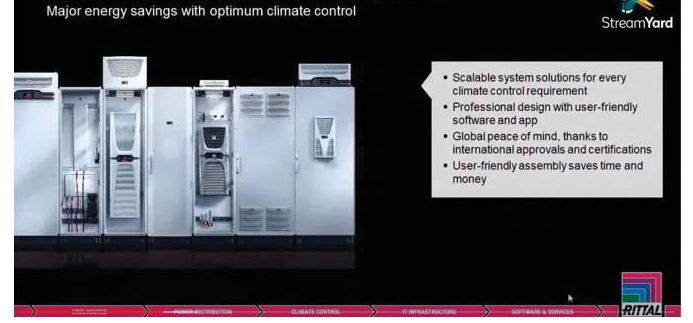 Major energy savings with optimum climate control
StreamYard
▪ Scalable system solutions for every
climate control requirement
▪ Professional design with user-friendly
software and app
▪ Global peace of mind, thanks to
international approvals and certifications
▪ User-friendly assembly saves time and
money
POWER DISTRIBUTION
CLIMATE CONTROL
IT INFRASTRUCTURE
SOFTWARE & SERVICES
RITTAL